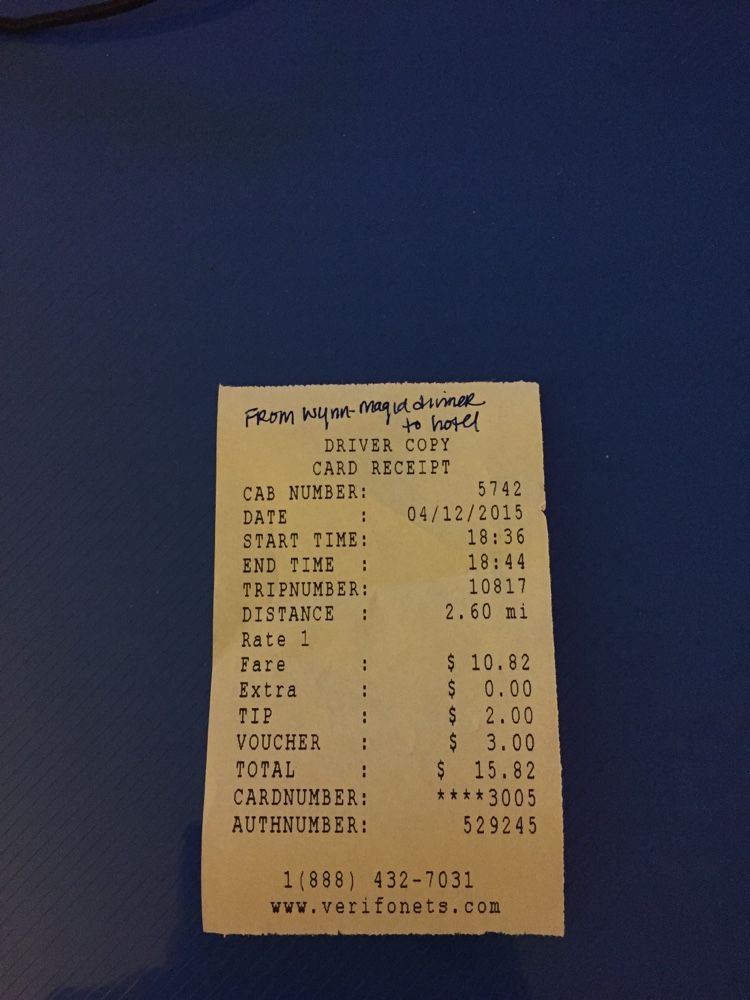 From Wynn-Magid dinner
to hotel
DRIVER COPY
CARD RECEIPT
CAB NUMBER: 5742
DATE : 04/12/2015
START TIME: 18:36
END TIME : 18:44
TRIPNUMBER: 10817
DISTANCE : 2.60 mi
Rate 1
Fare : $ 10.82
Extra : $ 0.00
TIP : $ 2.00
VOUCHER : $ 3.00
TOTAL : $ 15.82
CARDNUMBER: ****3005
AUTHNUMBER: 529245
1(888) 432-7031
www.verifonets.com